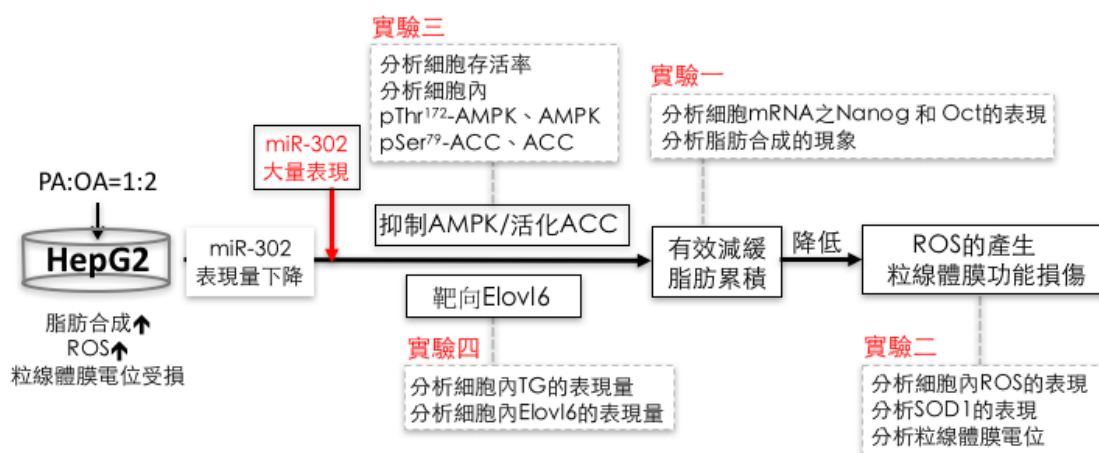 實驗三
分析細胞存活率
分析細胞內
pThr¹⁷²-AMPK、AMPK
pSer⁷⁹-ACC、ACC
實驗一
分析細胞mRNA之Nanog 和 Oct的表現
分析脂肪合成的現象
miR-302
大量表現
PA:OA=1:2
HepG2
miR-302
表現量下降
抑制AMPK/活化ACC
有效減緩
脂肪累積
降低
ROS的產生
粒線體膜功能損傷
靶向Elovl6
脂肪合成↑
ROS↑
粒線體膜電位受損
實驗四
分析細胞內TG的表現量
分析細胞內Elovl6的表現量
實驗二
分析細胞內ROS的表現
分析SOD1的表現
分析粒線體膜電位